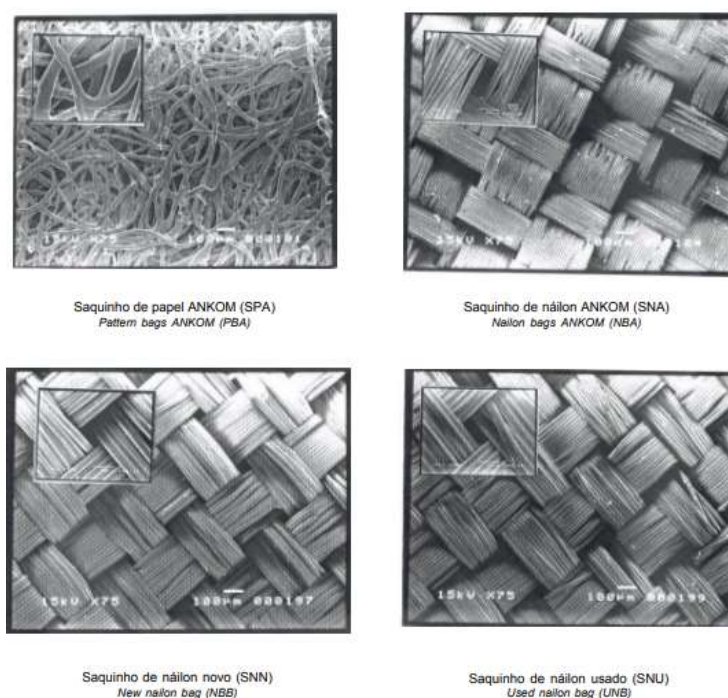 15kV X75 100µm 000101
15kV X75 100µm
Saquinho de papel ANKOM (SPA)
Pattern bags ANKOM (PBA)
Saquinho de náilon ANKOM (SNA)
Nailon bags ANKOM (NBA)
15kV X75 100µm 000197
15kV X75 100µm 000199
Saquinho de náilon novo (SNN)
New nailon bag (NBB)
Saquinho de náilon usado (SNU)
Used nailon bag (UNB)